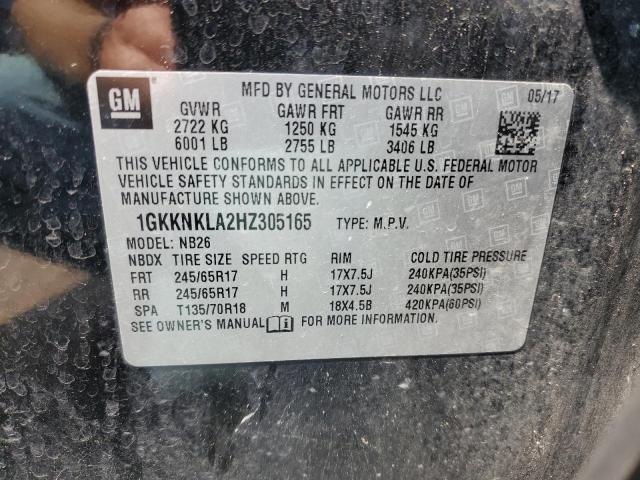 GM
MFD BY GENERAL MOTORS LLC 05/17
GVWR GAWR FRT GAWR RR
2722 KG 1250 KG 1545 KG
6001 LB 2755 LB 3406 LB
THIS VEHICLE CONFORMS TO ALL APPLICABLE U.S. FEDERAL MOTOR
VEHICLE SAFETY STANDARDS IN EFFECT ON THE DATE OF
MANUFACTURE SHOWN ABOVE.
1GKKNKLA2HZ305165 TYPE: M.P.V.
MODEL: NB26
NBDX TIRE SIZE SPEED RTG RIM COLD TIRE PRESSURE
FRT 245/65R17 H 17X7.5J 240KPA(35PSI)
RR 245/65R17 H 17X7.5J 240KPA(35PSI)
SPA T135/70R18 M 18X4.5B 420KPA(60PSI)
SEE OWNER'S MANUAL FOR MORE INFORMATION.